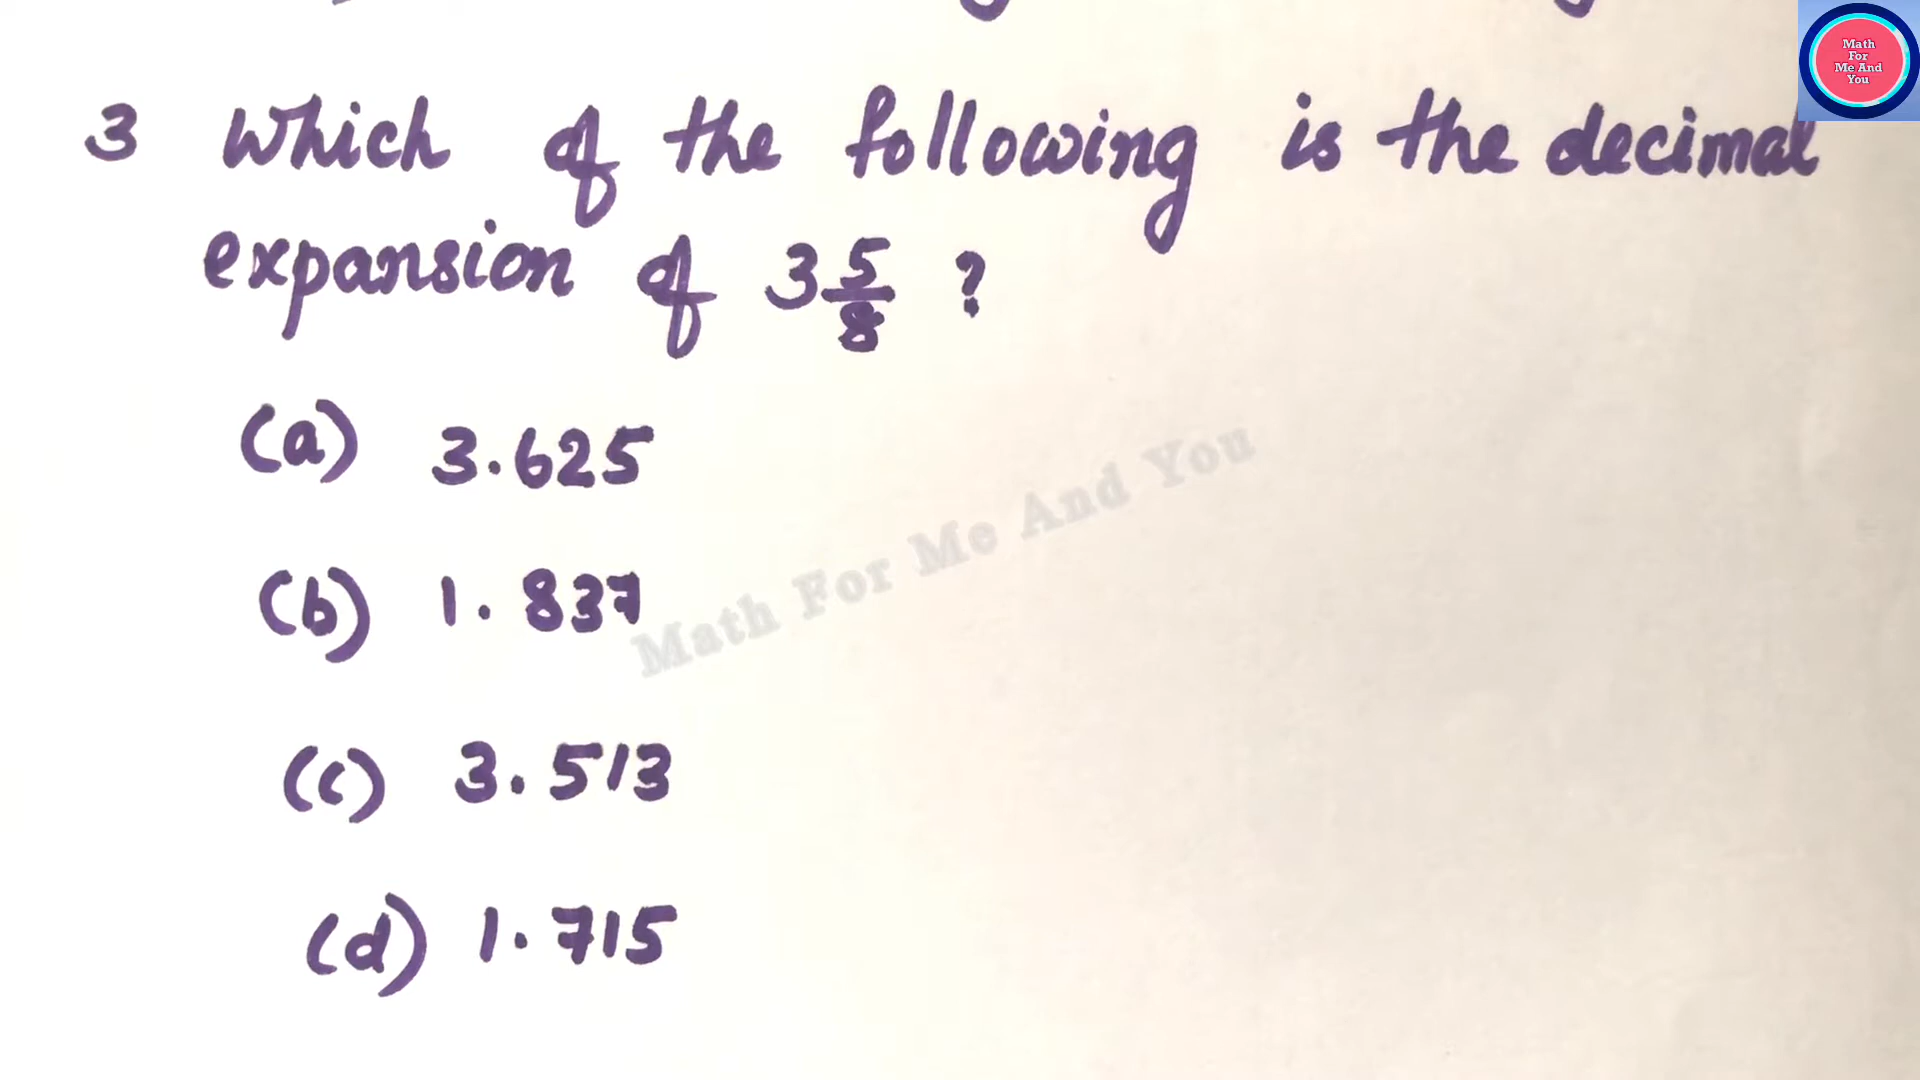 Math
For
Me And
You
3 Which of the following is the decimal
expansion of 3 5/8 ?
(a) 3.625
(b) 1.837
(c) 3.513
(d) 1.715
Math For Me And You